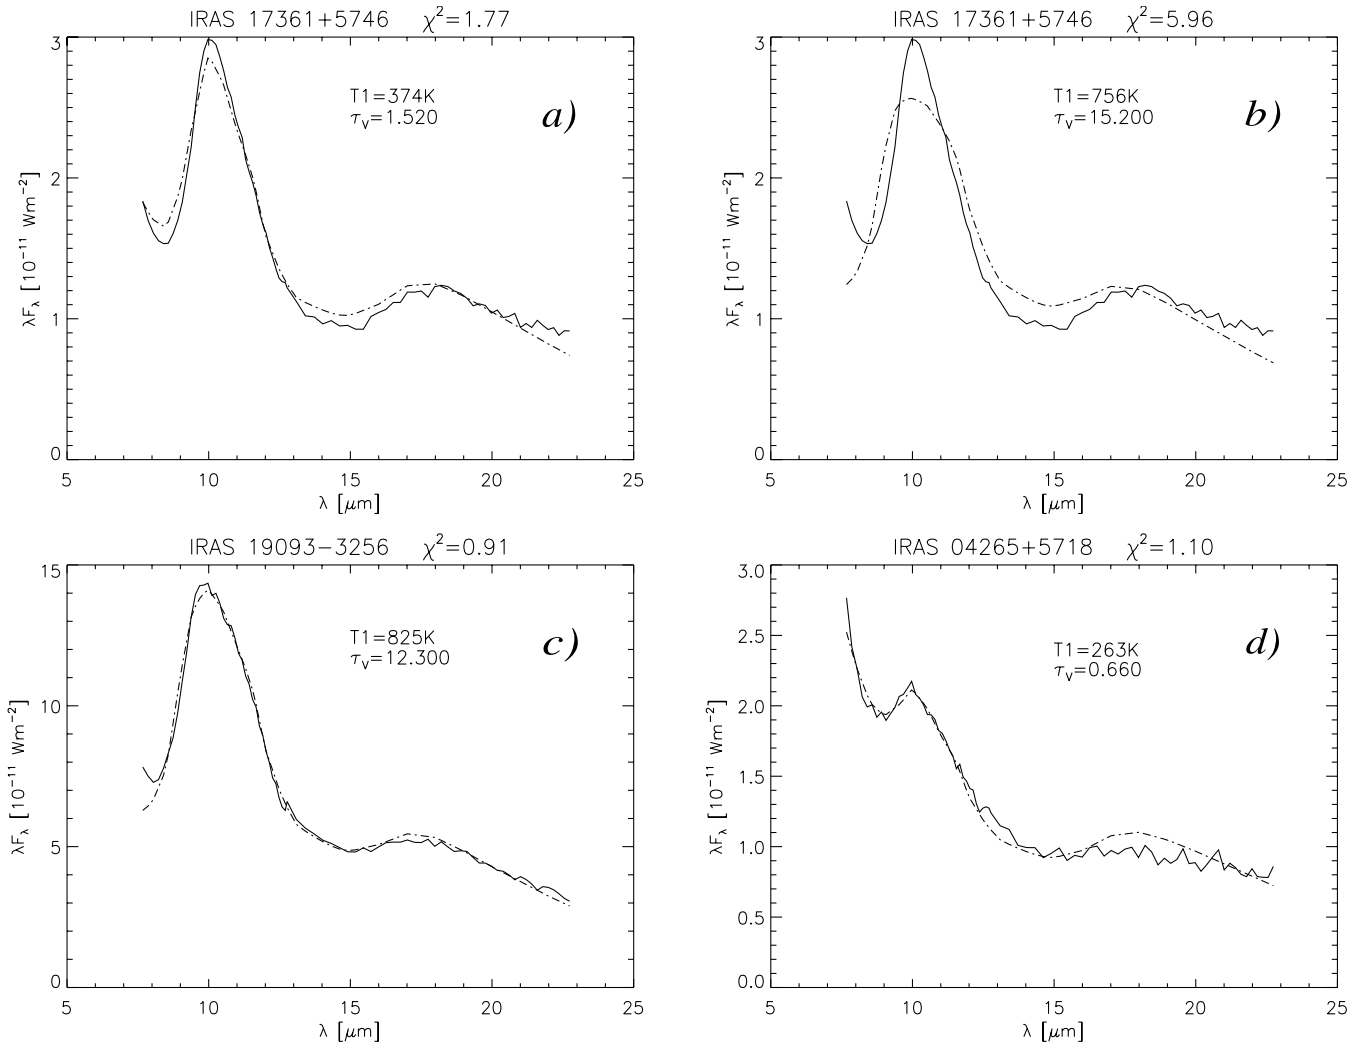 IRAS 17361+5746 χ²=1.77
3
2
1
0
T1=374K
τV=1.520
a)
λFλ [10⁻¹¹ Wm⁻²]
5 10 15 20 25
λ [μm]
IRAS 17361+5746 χ²=5.96
3
2
1
0
T1=756K
τV=15.200
b)
λFλ [10⁻¹¹ Wm⁻²]
5 10 15 20 25
λ [μm]
IRAS 19093−3256 χ²=0.91
15
10
5
0
T1=825K
τV=12.300
c)
λFλ [10⁻¹¹ Wm⁻²]
5 10 15 20 25
λ [μm]
IRAS 04265+5718 χ²=1.10
3.0
2.5
2.0
1.5
1.0
0.5
0.0
T1=263K
τV=0.660
d)
λFλ [10⁻¹¹ Wm⁻²]
5 10 15 20 25
λ [μm]